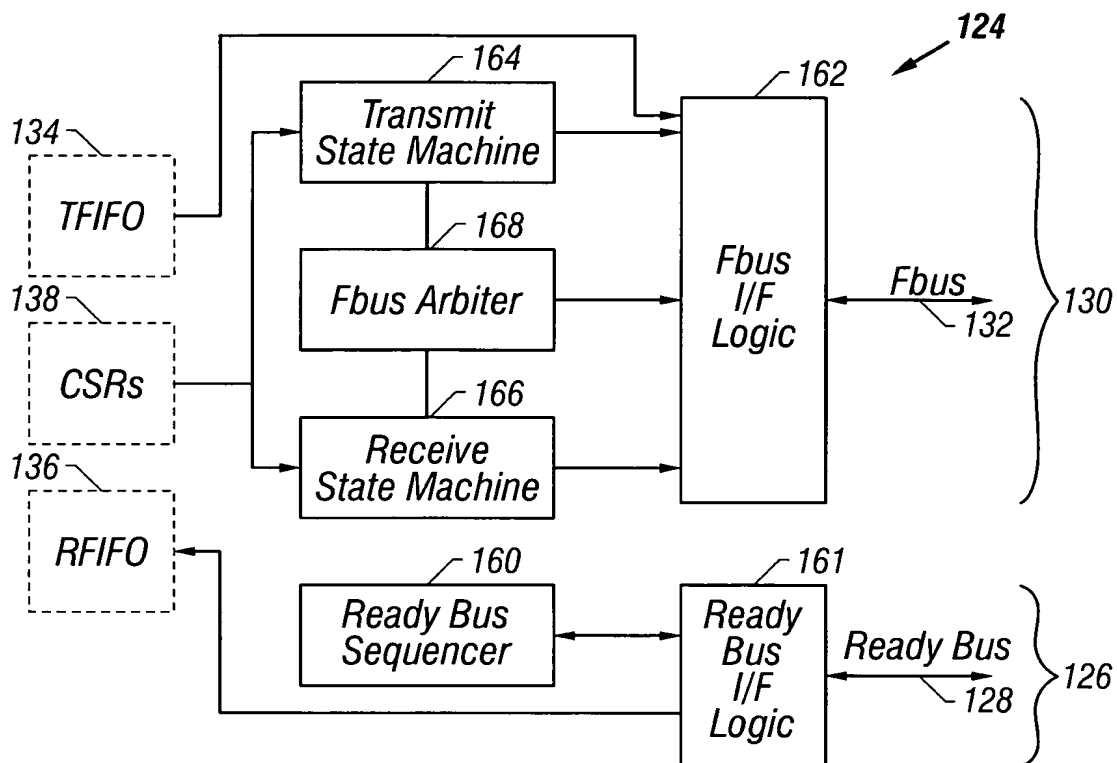 124
164
Transmit
State Machine
162
134
TFIFO
168
Fbus Arbiter
Fbus
I/F
Logic
Fbus
132
130
138
CSRs
166
Receive
State Machine
136
RFIFO
160
Ready Bus
Sequencer
161
Ready
Bus
I/F
Logic
Ready Bus
128
126